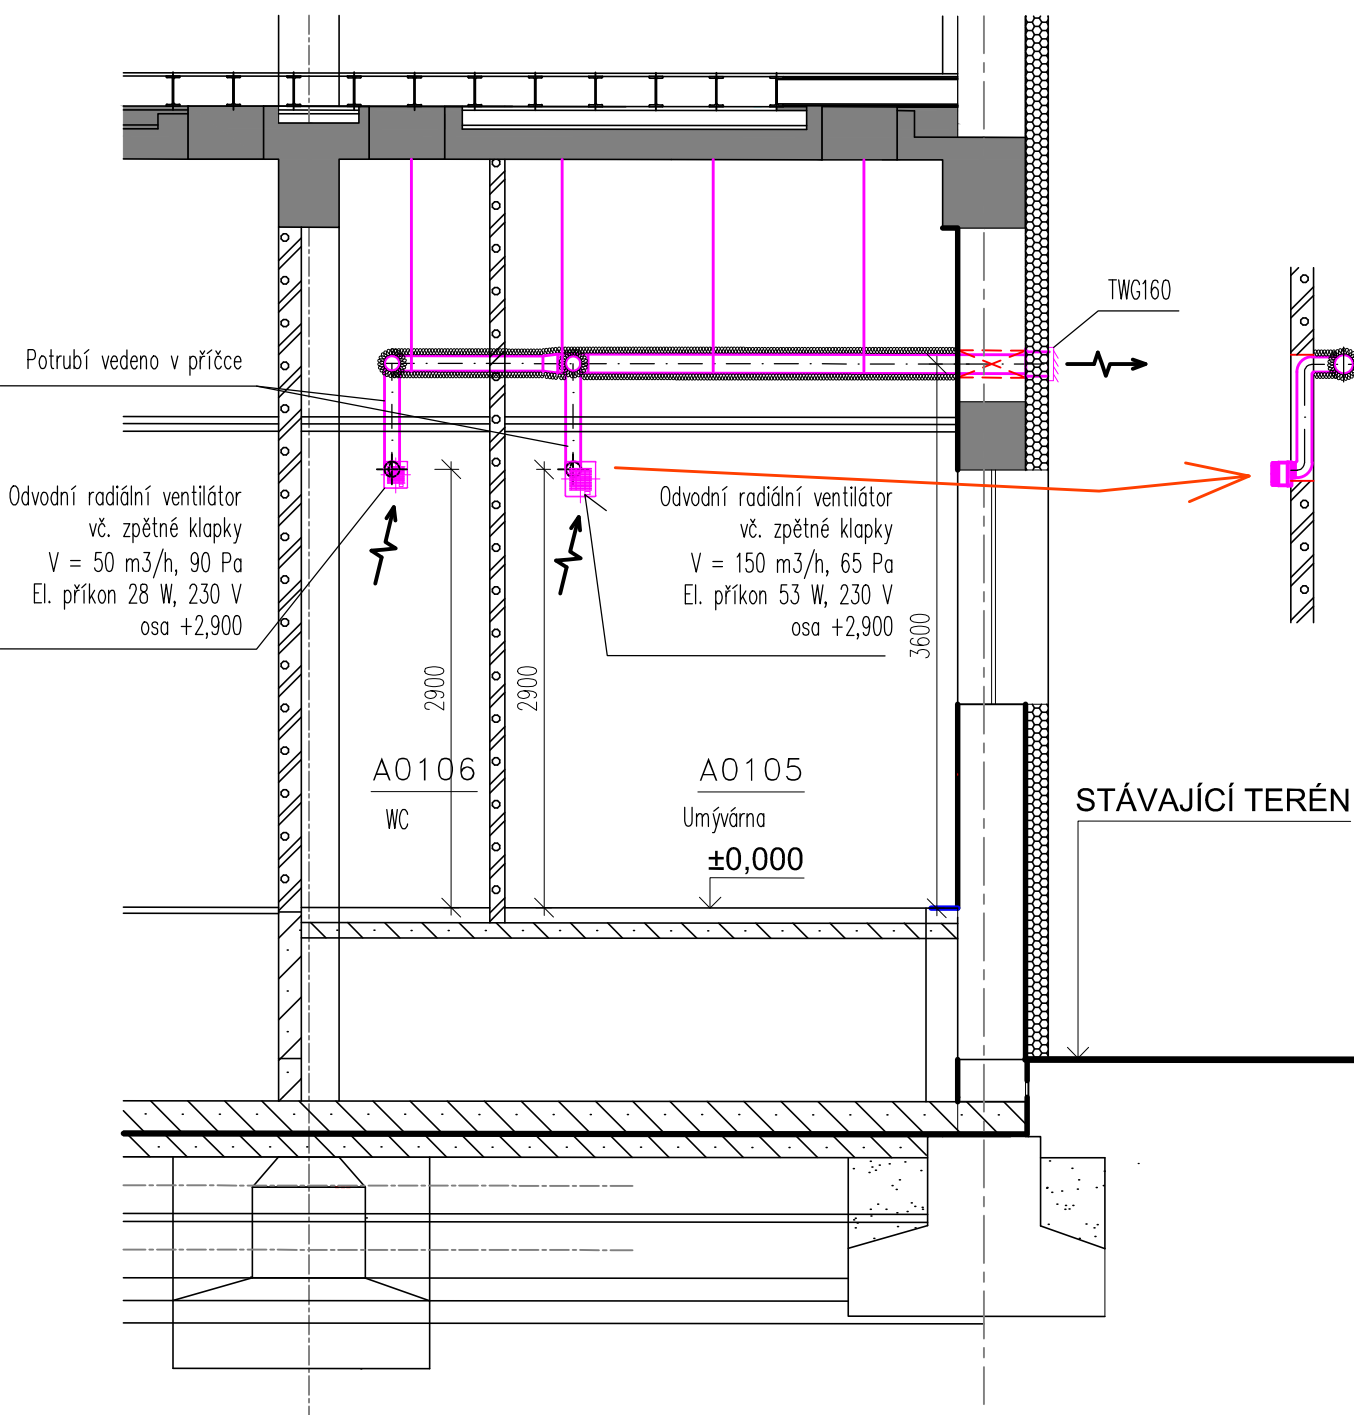 TWG160
Potrubí vedeno v příčce
Odvodní radiální ventilátor
vč. zpětné klapky
V = 50 m3/h, 90 Pa
El. příkon 28 W, 230 V
osa +2,900
Odvodní radiální ventilátor
vč. zpětné klapky
V = 150 m3/h, 65 Pa
El. příkon 53 W, 230 V
osa +2,900
3600
2900
2900
A0106
WC
A0105
Umývárna
±0,000
STÁVAJÍCÍ TERÉN